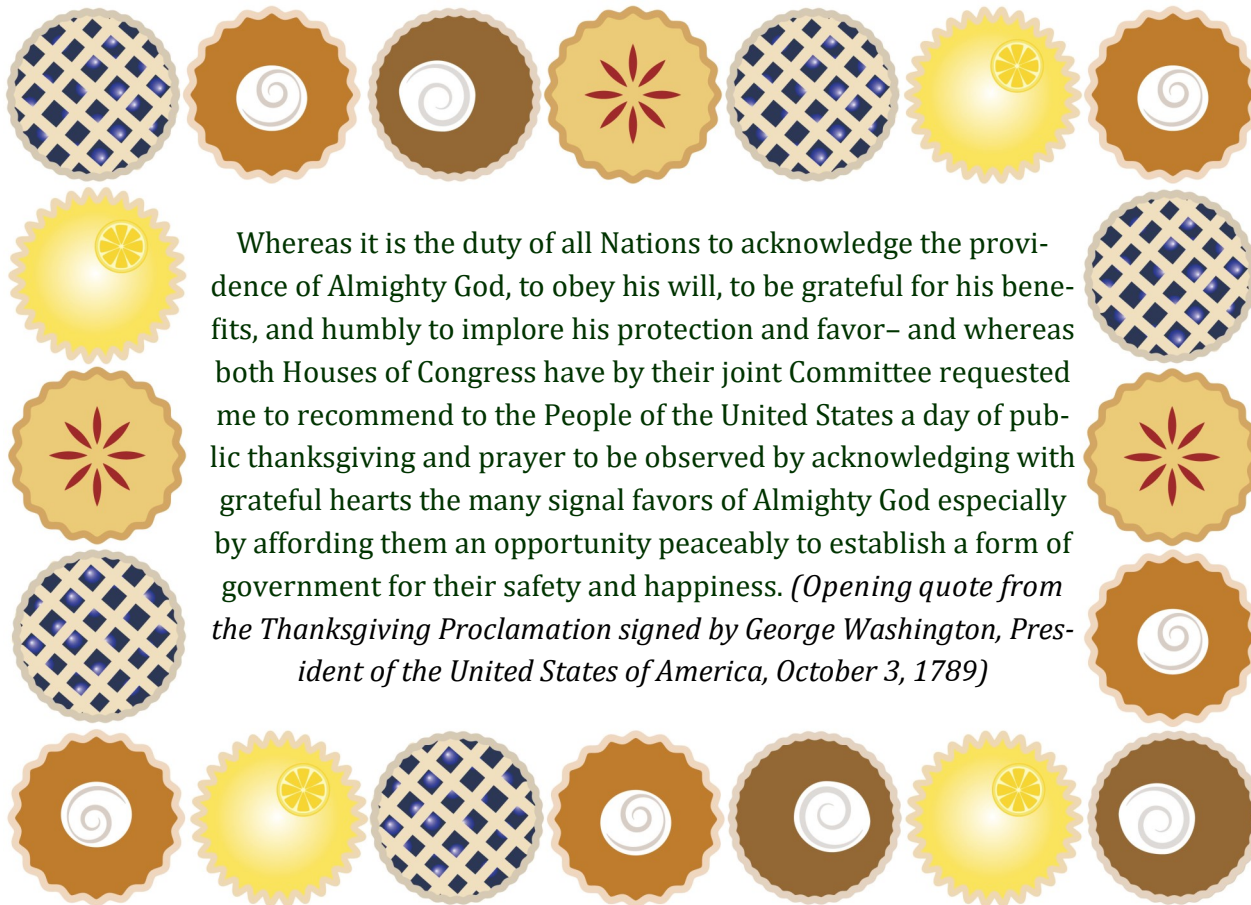 Whereas it is the duty of all Nations to acknowledge the provi-
dence of Almighty God, to obey his will, to be grateful for his bene-
fits, and humbly to implore his protection and favor– and whereas
both Houses of Congress have by their joint Committee requested
me to recommend to the People of the United States a day of pub-
lic thanksgiving and prayer to be observed by acknowledging with
grateful hearts the many signal favors of Almighty God especially
by affording them an opportunity peaceably to establish a form of
government for their safety and happiness. (Opening quote from
the Thanksgiving Proclamation signed by George Washington, Pres-
ident of the United States of America, October 3, 1789)